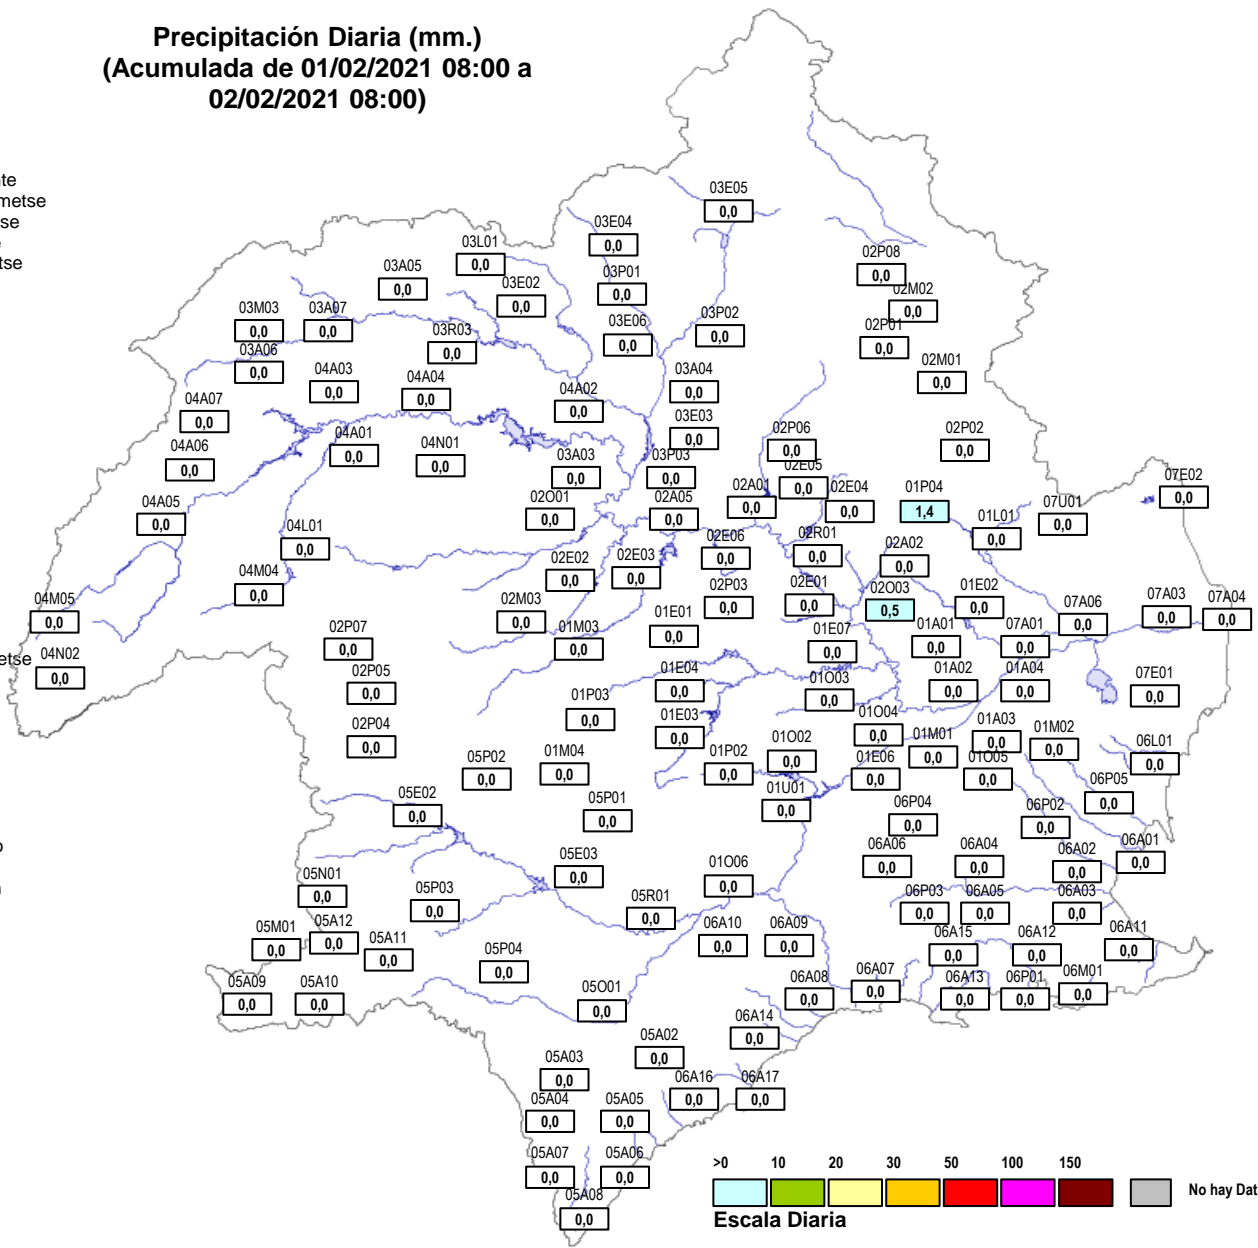 Precipitación Diaria (mm.)
(Acumulada de 01/02/2021 08:00 a
02/02/2021 08:00)
te
metse
se
tse
etse
03E05
0,0
03E04
0,0
03L01
0,0
02P08
0,0
03A05
0,0
03P01
0,0
03E02
0,0
02M02
0,0
03M03
0,0
03A07
0,0
03P02
0,0
03E06
0,0
02P01
0,0
03R03
0,0
03A06
0,0
02M01
0,0
04A03
0,0
04A04
0,0
03A04
0,0
04A02
0,0
04A07
0,0
03E03
0,0
02P06
0,0
02P02
0,0
04A01
0,0
04N01
0,0
04A06
0,0
03A03
0,0
03P03
0,0
02E05
0,0
07E02
0,0
02A01
0,0
02E04
0,0
01P04
1,4
04A05
0,0
02O01
0,0
02A05
0,0
07U01
0,0
01L01
0,0
04L01
0,0
02E06
0,0
02R01
0,0
02A02
0,0
02E02
0,0
02E03
0,0
04M04
0,0
02P03
0,0
02E01
0,0
02O03
0,5
01E02
0,0
07A03
0,0
07A04
0,0
04M05
0,0
02M03
0,0
01E01
0,0
07A06
0,0
02P07
0,0
01M03
0,0
01E07
0,0
01A01
0,0
07A01
0,0
04N02
0,0
02P05
0,0
01E04
0,0
01O03
0,0
01A02
0,0
01A04
0,0
07E01
0,0
01P03
0,0
01E03
0,0
01O04
0,0
01A03
0,0
01M02
0,0
02P04
0,0
01O02
0,0
01M01
0,0
06L01
0,0
05P02
0,0
01M04
0,0
01P02
0,0
01E06
0,0
01O05
0,0
05E02
0,0
05P01
0,0
01U01
0,0
06P04
0,0
06P02
0,0
06P05
0,0
05E03
0,0
01O06
0,0
06A06
0,0
06A04
0,0
06A02
0,0
06A01
0,0
05N01
0,0
05P03
0,0
05R01
0,0
06P03
0,0
06A05
0,0
06A03
0,0
05M01
0,0
05A12
0,0
05A11
0,0
06A10
0,0
06A09
0,0
06A15
0,0
06A12
0,0
06A11
0,0
05P04
0,0
05A09
0,0
05A10
0,0
05O01
0,0
06A08
0,0
06A07
0,0
06A13
0,0
06P01
0,0
06M01
0,0
06A14
0,0
05A02
0,0
05A03
0,0
06A16
0,0
06A17
0,0
05A04
0,0
05A05
0,0
05A07
0,0
05A06
0,0
05A08
0,0
>0 10 20 30 50 100 150
No hay Dat
Escala Diaria